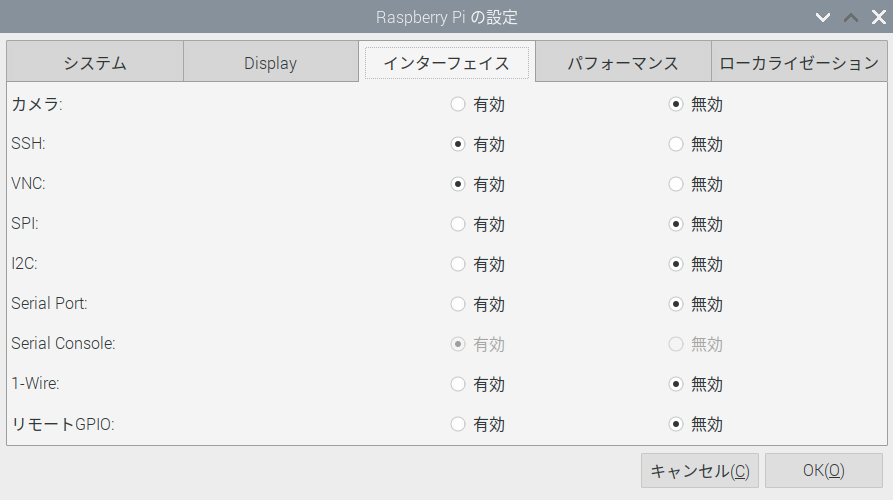 Raspberry Pi の設定
システム Display インターフェイス パフォーマンス ローカライゼーション
カメラ: 有効 無効
SSH: 有効 無効
VNC: 有効 無効
SPI: 有効 無効
I2C: 有効 無効
Serial Port: 有効 無効
Serial Console: 有効 無効
1-Wire: 有効 無効
リモートGPIO: 有効 無効
キャンセル(C) OK(O)